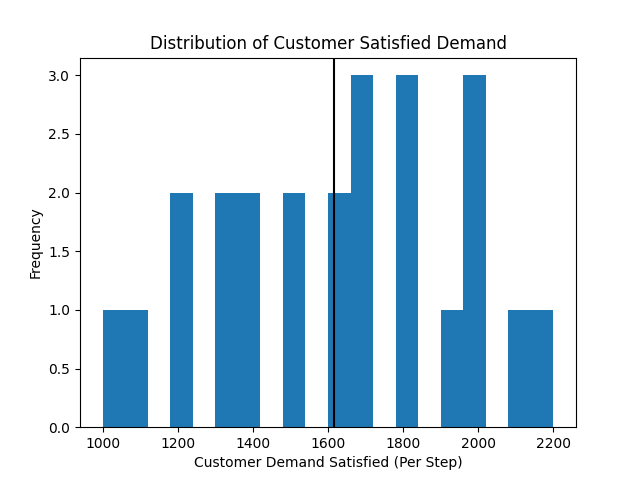 Distribution of Customer Satisfied Demand
3.0
2.5
2.0
1.5
1.0
0.5
0.0
Frequency
1000 1200 1400 1600 1800 2000 2200
Customer Demand Satisfied (Per Step)